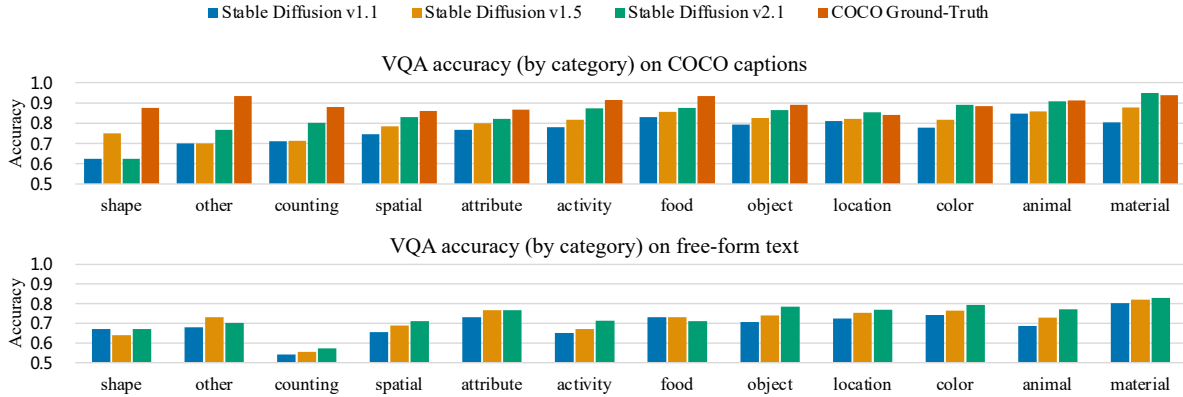 Stable Diffusion v1.1 Stable Diffusion v1.5 Stable Diffusion v2.1 COCO Ground-Truth
VQA accuracy (by category) on COCO captions
Accuracy
1.0
0.9
0.8
0.7
0.6
0.5
shape other counting spatial attribute activity food object location color animal material
VQA accuracy (by category) on free-form text
Accuracy
1.0
0.9
0.8
0.7
0.6
0.5
shape other counting spatial attribute activity food object location color animal material